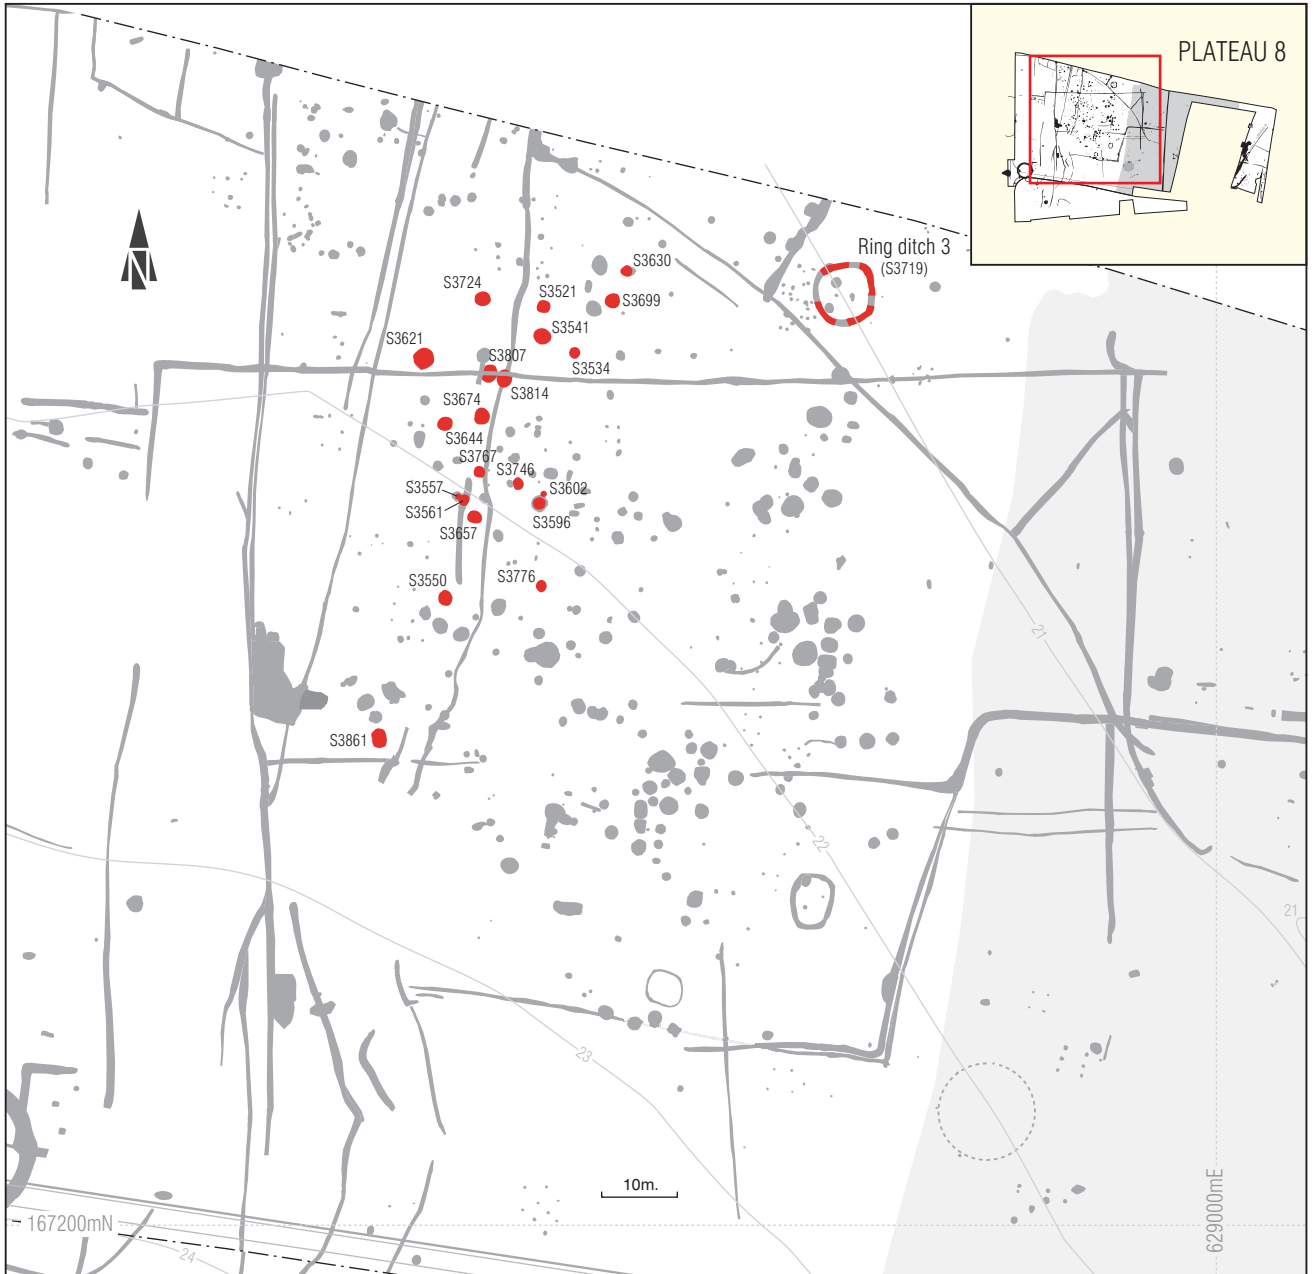 PLATEAU 8
Ring ditch 3
(S3719)
S3630
S3724
S3521
S3699
S3541
S3621
S3807
S3534
S3814
S3674
S3644
S3767
S3746
S3557
S3602
S3561
S3596
S3657
S3550
S3776
21
S3861
22
21
23
10m.
629000mE
167200mN
24
N